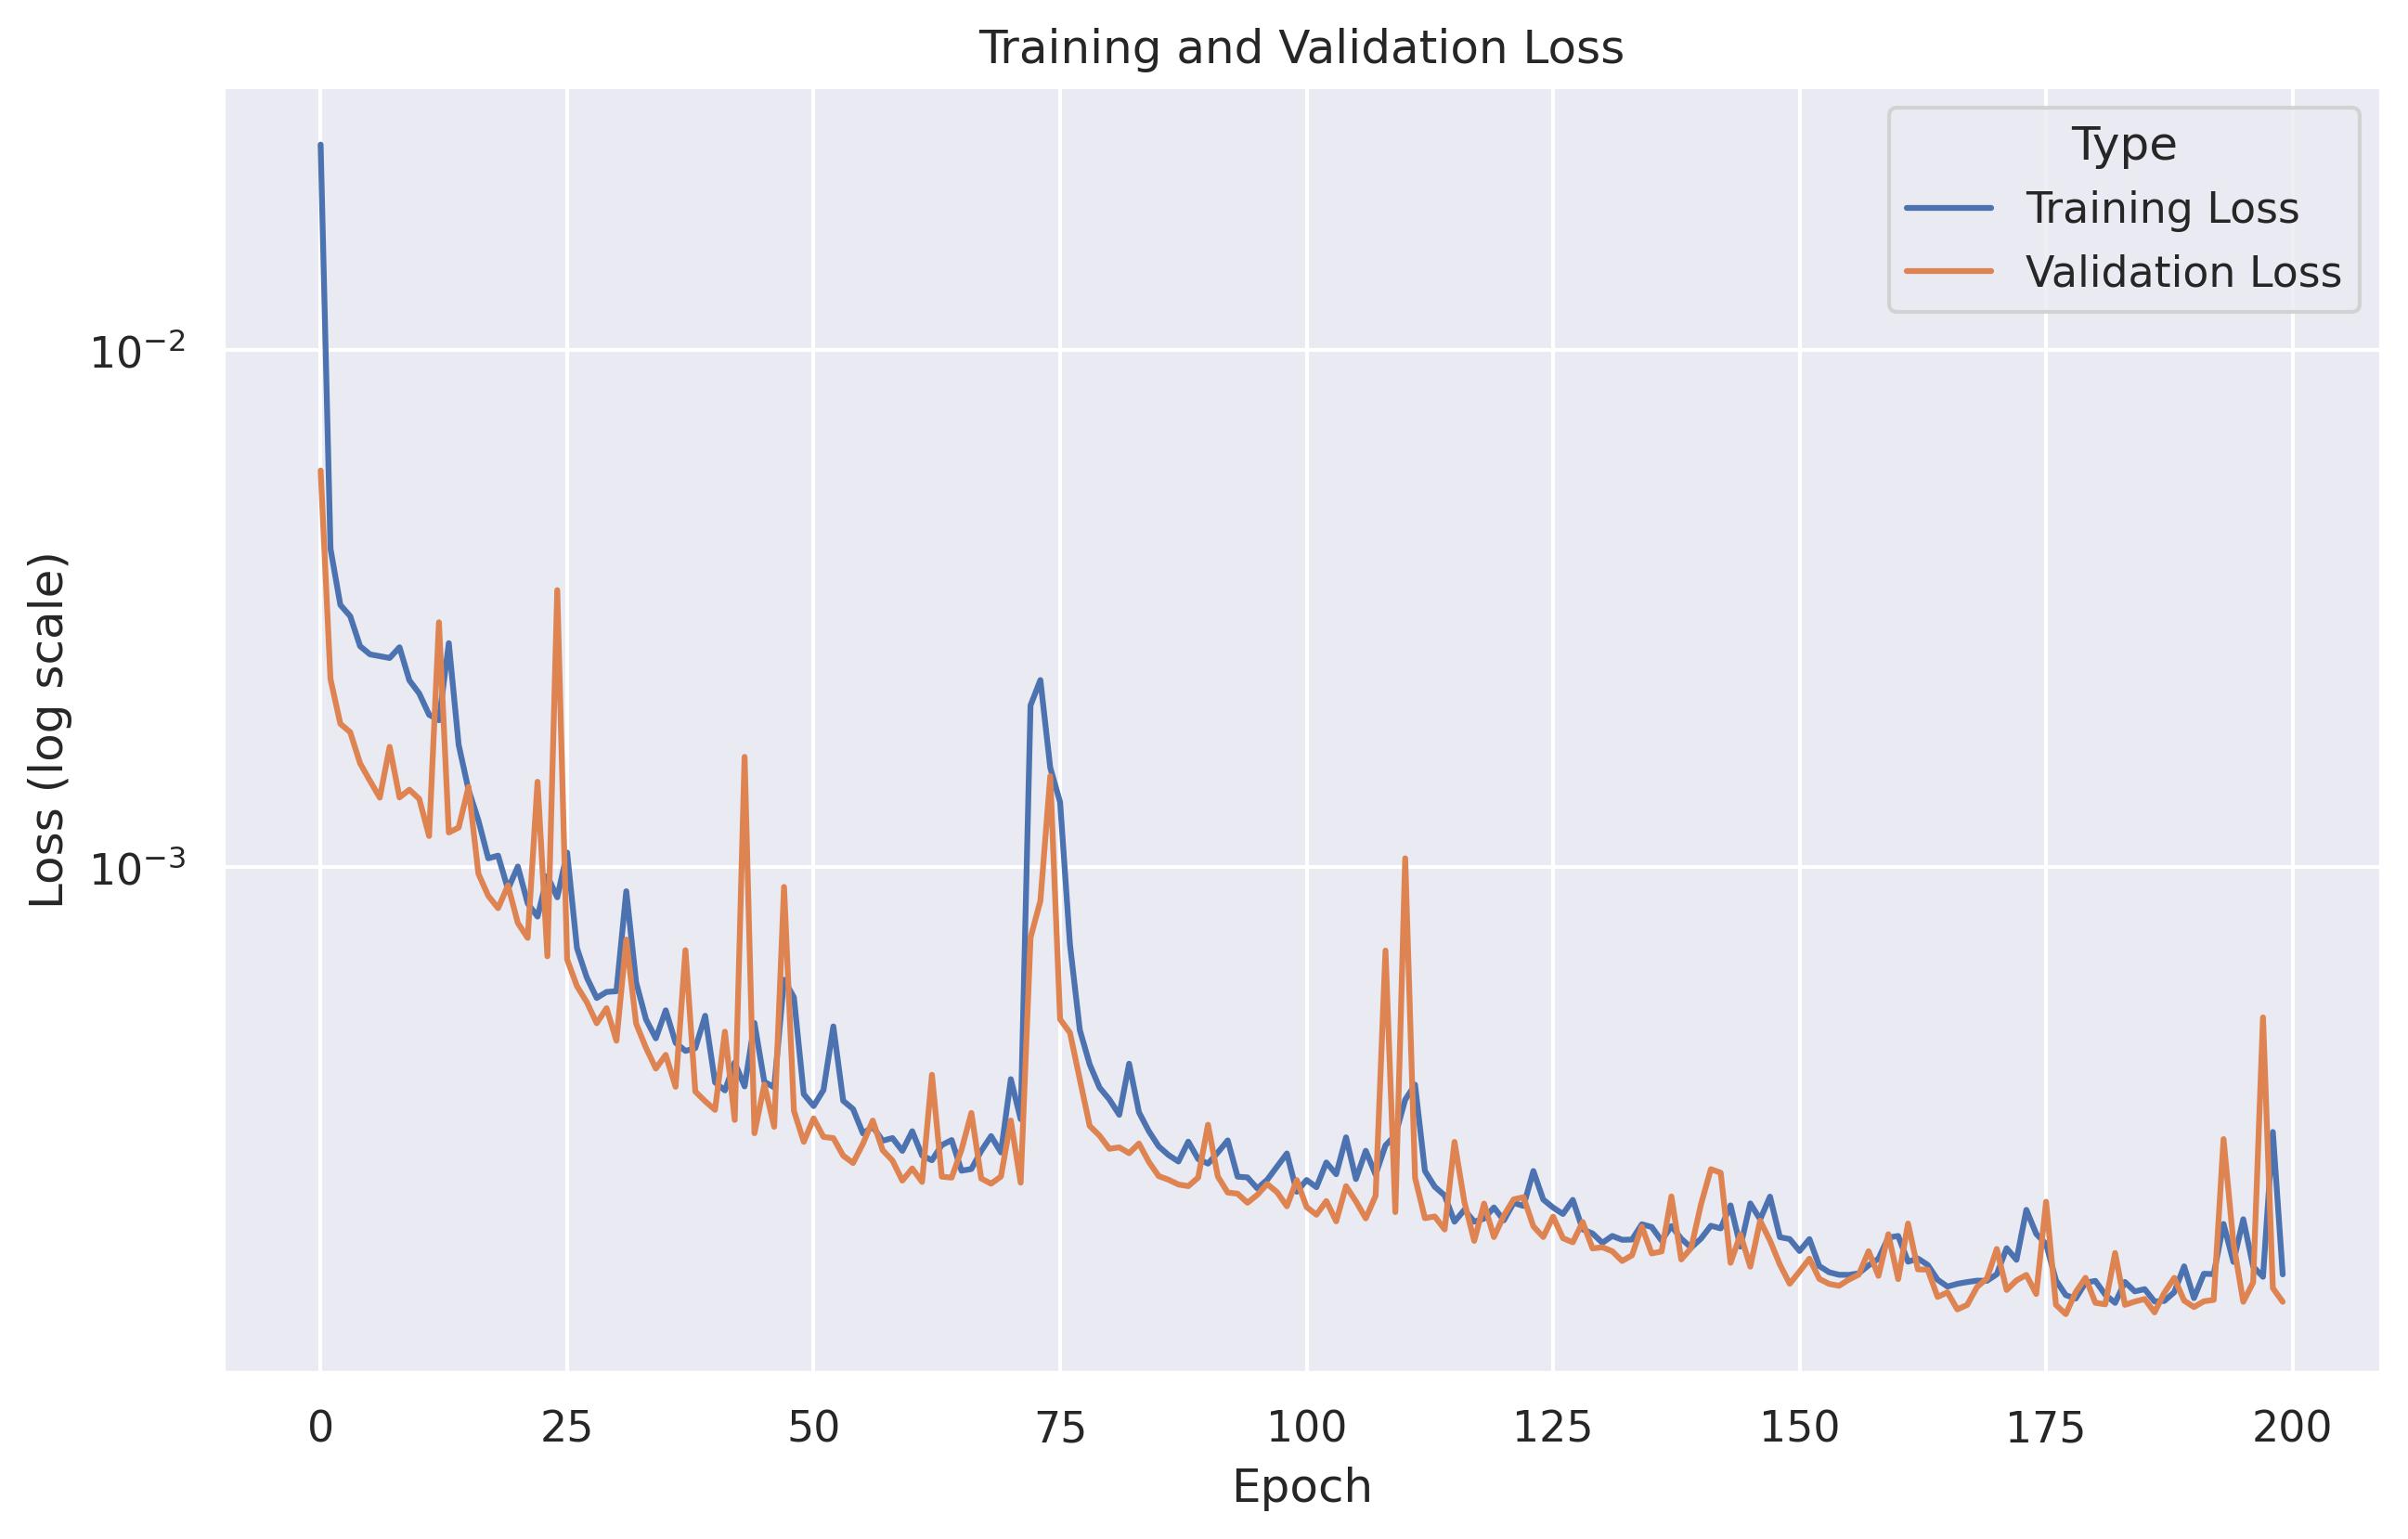 Training and Validation Loss
Type
Training Loss
Validation Loss
Loss (log scale)
10⁻²
10⁻³
0 25 50 75 100 125 150 175 200
Epoch